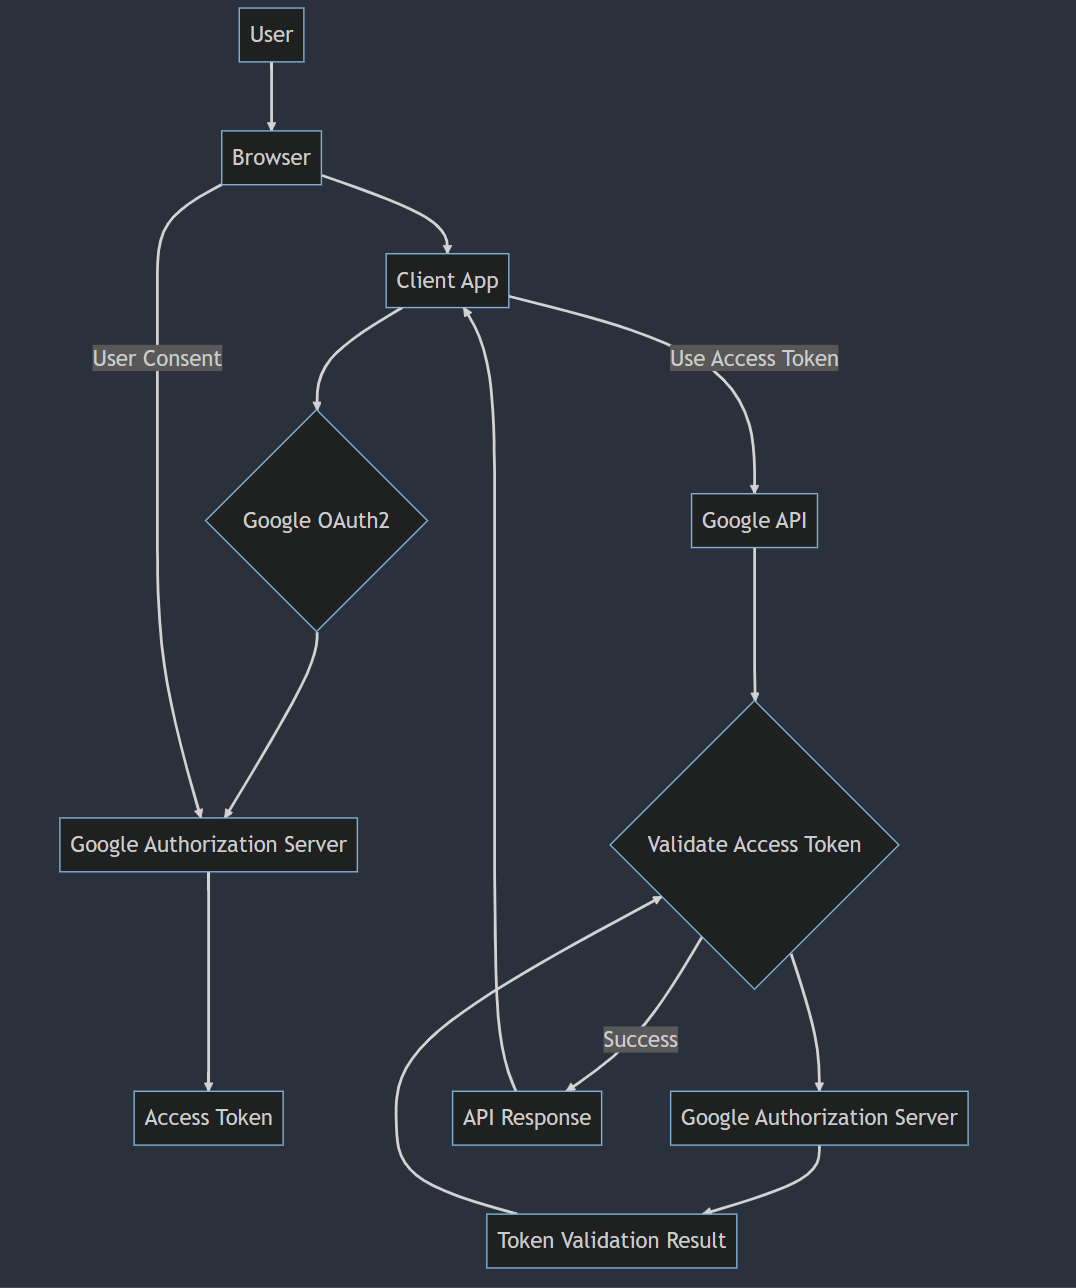 User
Browser
Client App
User Consent
Use Access Token
Google OAuth2
Google API
Google Authorization Server
Validate Access Token
Success
Access Token
API Response
Google Authorization Server
Token Validation Result